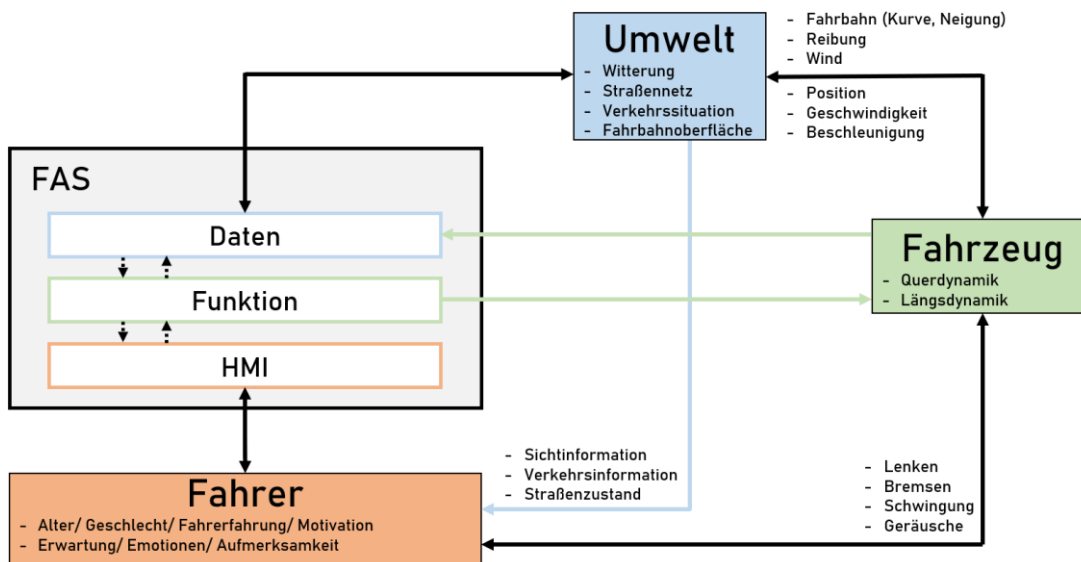 Umwelt
- Witterung
- Straßennetz
- Verkehrssituation
- Fahrbahnoberfläche
- Fahrbahn (Kurve, Neigung)
- Reibung
- Wind
- Position
- Geschwindigkeit
- Beschleunigung
FAS
Daten
Funktion
HMI
Fahrzeug
- Querdynamik
- Längsdynamik
- Sichtinformation
- Verkehrsinformation
- Straßenzustand
- Lenken
- Bremsen
- Schwingung
- Geräusche
Fahrer
- Alter/ Geschlecht/ Fahrerfahrung/ Motivation
- Erwartung/ Emotionen/ Aufmerksamkeit